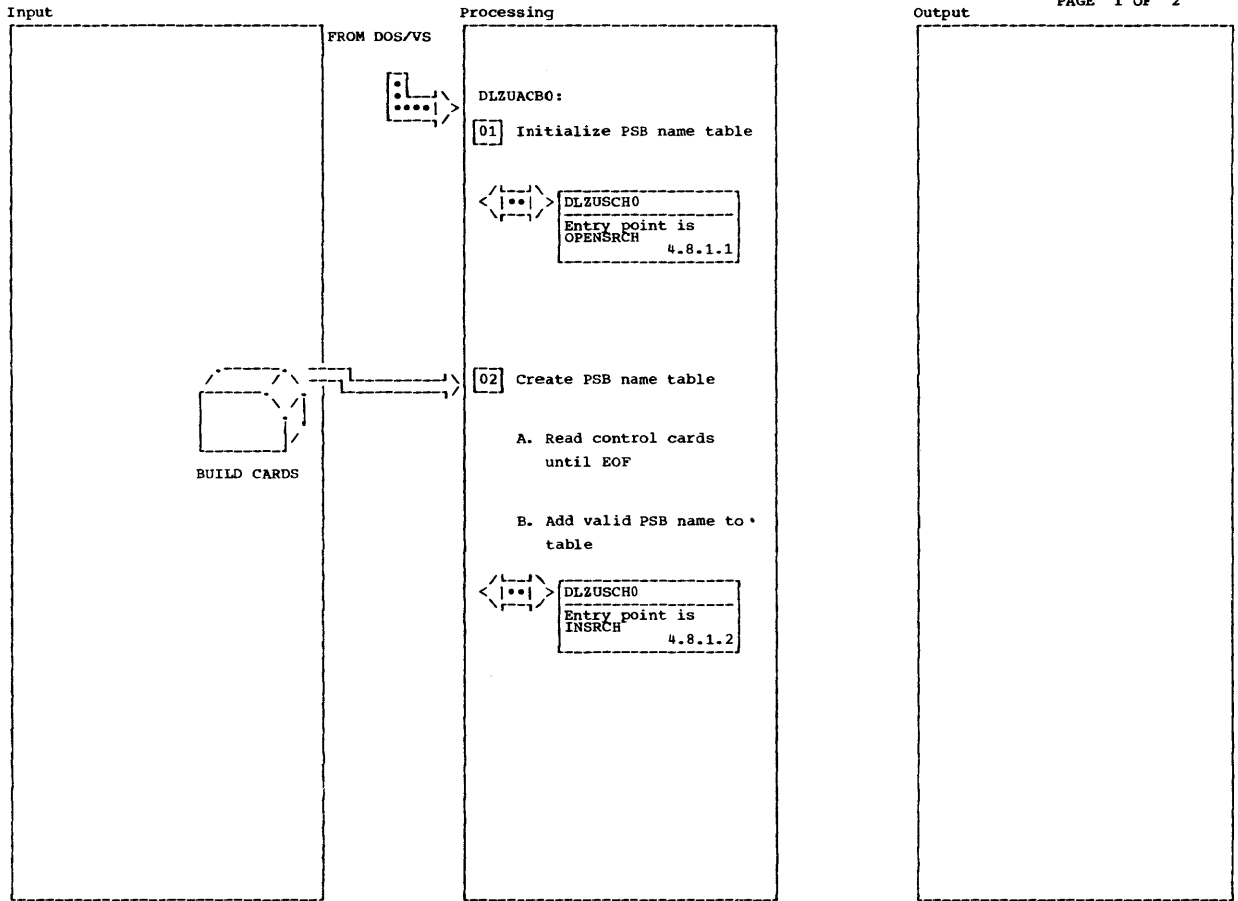 PAGE 1 OF 2
Input
Processing
Output
FROM DOS/VS
DLZUACB0:
01 Initialize PSB name table
DLZUSCH0
Entry point is
OPENSRCH
4.8.1.1
02 Create PSB name table
A. Read control cards
until EOF
BUILD CARDS
B. Add valid PSB name to
table
DLZUSCH0
Entry point is
INSRCH
4.8.1.2